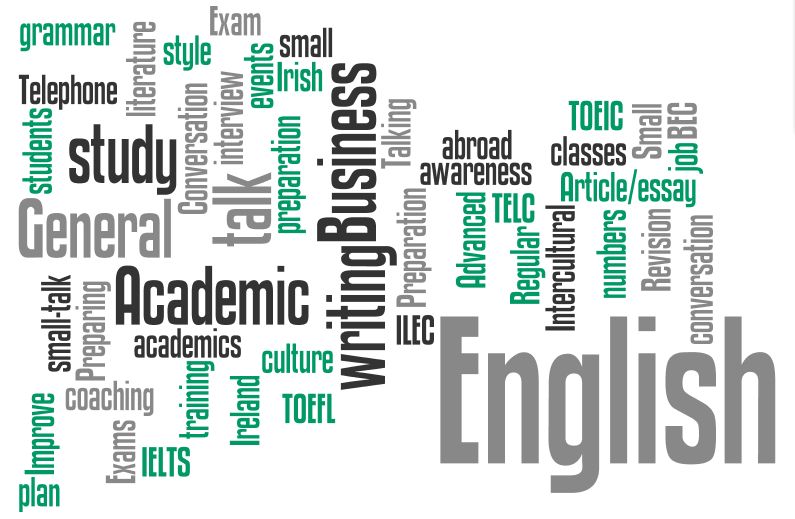 grammar
literature
Exam
style
small
events
Irish
Telephone
students
study
Conversation
interview
preparation
Business
Talking
General
talk
abroad
awareness
TOEIC
classes
Small
BEC
job
Article/essay
Preparation
Advanced
TELC
Regular
Intercultural
numbers
Revision
conversation
small-talk
Preparing
Academic
academics
writing
ILEC
English
culture
coaching
training
Ireland
TOEFL
Improve
Exams
IELTS
plan